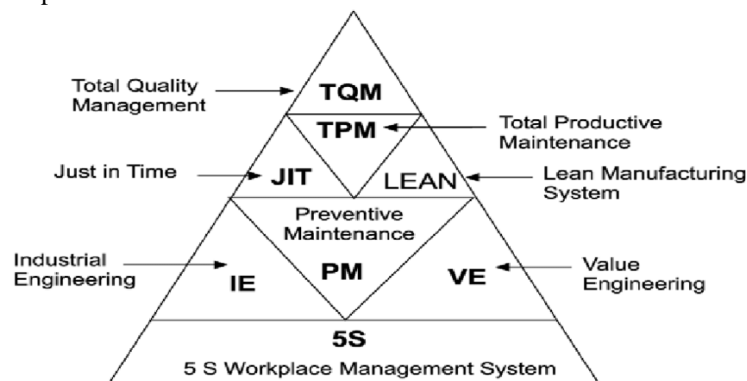 Total Quality
Management
TQM
TPM
Total Productive
Maintenance
Just in Time
JIT
LEAN
Lean Manufacturing
System
Preventive
Maintenance
Industrial
Engineering
IE
PM
VE
Value
Engineering
5S
5 S Workplace Management System